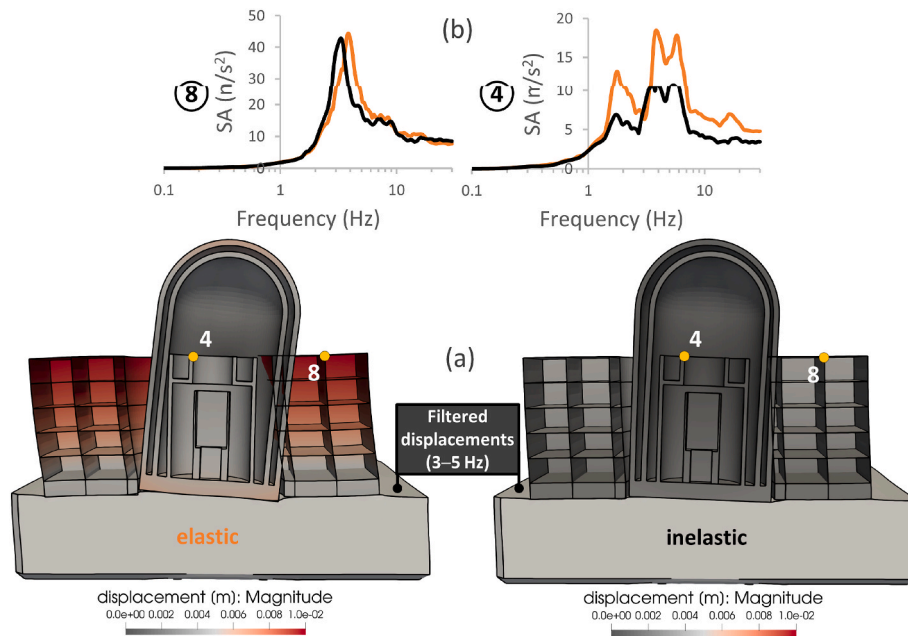 (b)
50
40
30
20
10
0
SA (n/s²)
8
0.1 1 10
Frequency (Hz)
20
15
10
5
0
SA (n/s²)
4
0.1 1 10
Frequency (Hz)
(a)
4
8
elastic
Filtered
displacements
(3–5 Hz)
4
8
inelastic
displacement [m]: Magnitude
0.0e+00 0.002 0.004 0.006 0.008 1.0e-02
displacement [m]: Magnitude
0.0e+00 0.002 0.004 0.006 0.008 1.0e-02